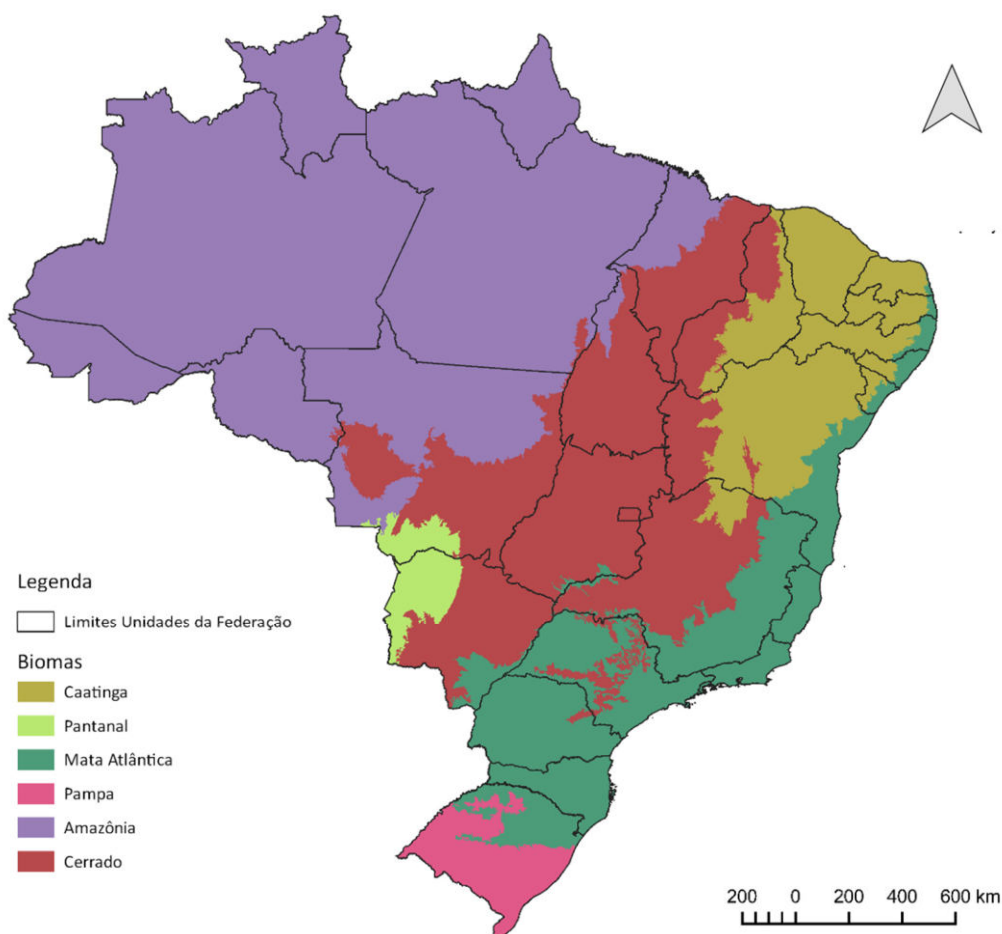 Legenda
Limites Unidades da Federação
Biomas
Caatinga
Pantanal
Mata Atlântica
Pampa
Amazônia
Cerrado
200 0 200 400 600 km